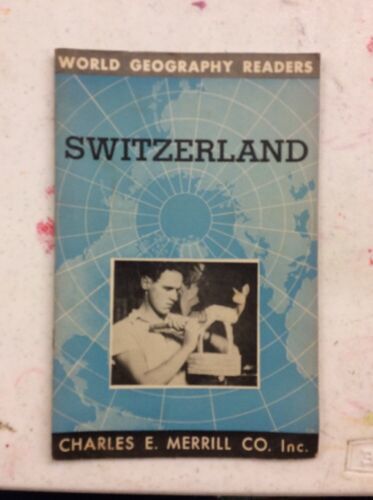 WORLD GEOGRAPHY READERS
SWITZERLAND
CHARLES E. MERRILL CO. Inc.